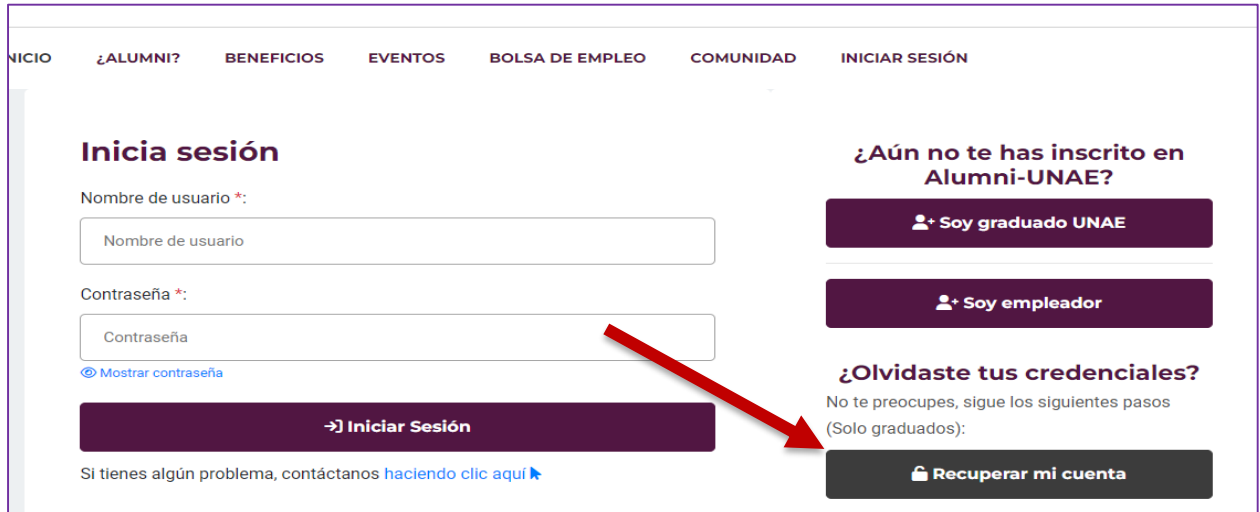 NICIO ¿ALUMNI? BENEFICIOS EVENTOS BOLSA DE EMPLEO COMUNIDAD INICIAR SESIÓN
Inicia sesión
Nombre de usuario *:
Nombre de usuario
Contraseña *:
Contraseña
Mostrar contraseña
Iniciar Sesión
Si tienes algún problema, contáctanos haciendo clic aquí
¿Aún no te has inscrito en
Alumni-UNAE?
Soy graduado UNAE
Soy empleador
¿Olvidaste tus credenciales?
No te preocupes, sigue los siguientes pasos
(Solo graduados):
Recuperar mi cuenta